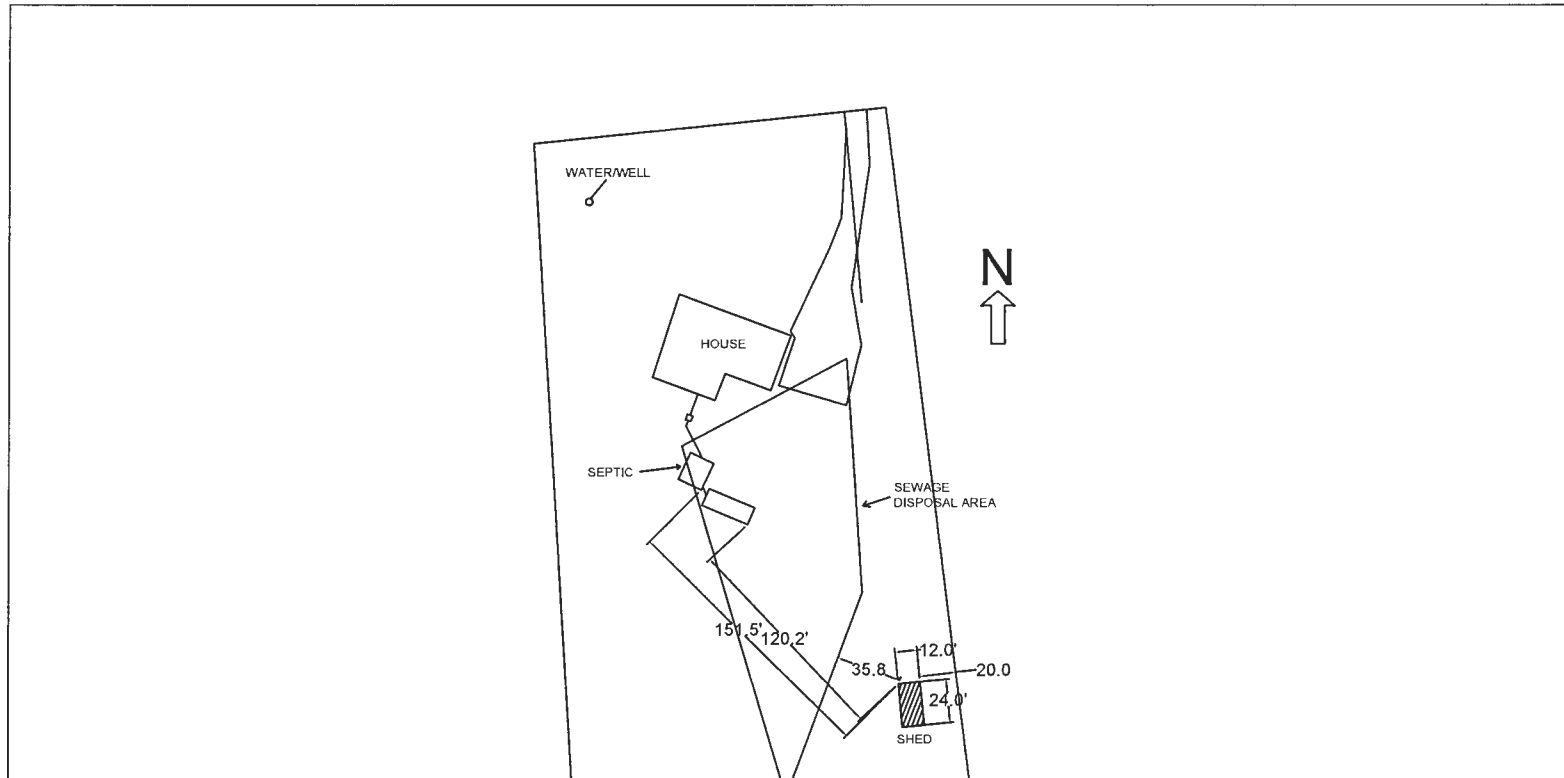 WATER/WELL
N
HOUSE
SEPTIC
SEWAGE
DISPOSAL AREA
151.5'
120.2'
35.8
12.0'
20.0
24.0'
SHED